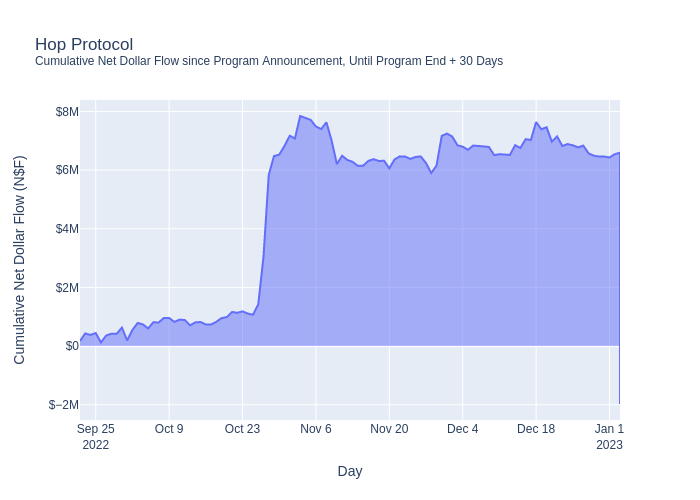 Hop Protocol
Cumulative Net Dollar Flow since Program Announcement, Until Program End + 30 Days
Cumulative Net Dollar Flow (N$F)
$8M
$6M
$4M
$2M
$0
$−2M
Sep 25
2022
Oct 9
Oct 23
Nov 6
Nov 20
Dec 4
Dec 18
Jan 1
2023
Day